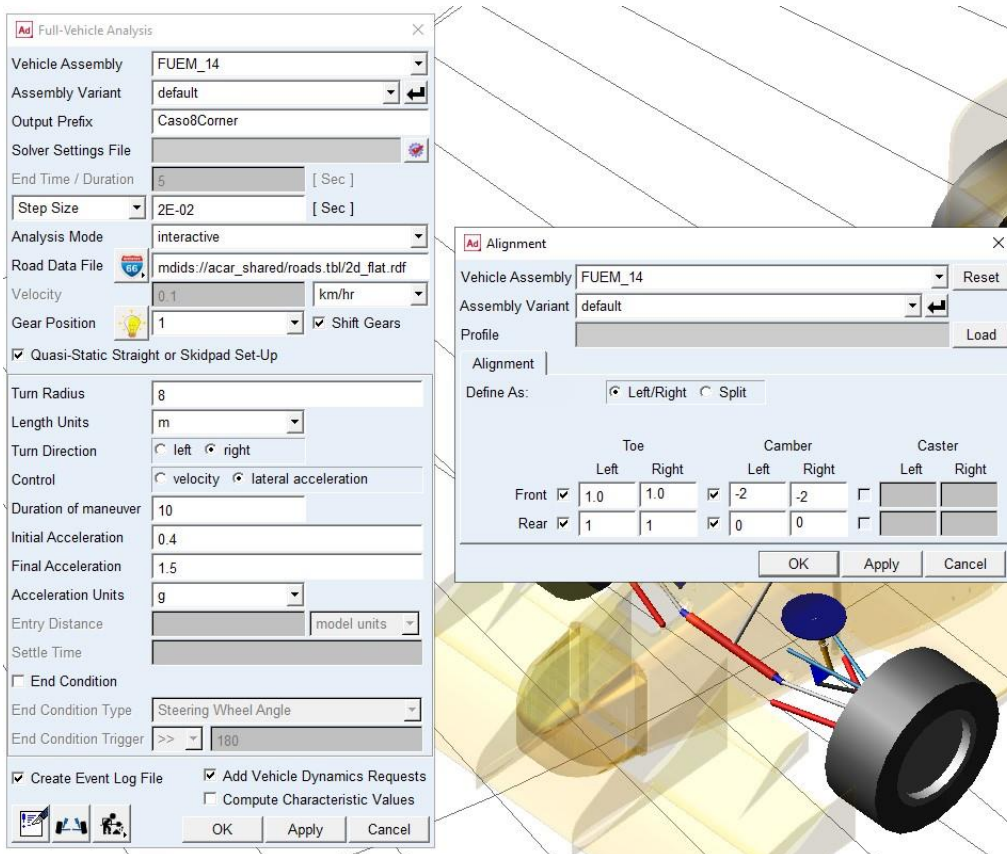 Ad Full-Vehicle Analysis
Vehicle Assembly FUEM_14
Assembly Variant default
Output Prefix Caso8Corner
Solver Settings File
End Time / Duration 5 [ Sec ]
Step Size 2E-02 [ Sec ]
Analysis Mode interactive
Road Data File 66 mdids://acar_shared/roads.tbl/2d_flat.rdf
Velocity 0.1 km/hr
Gear Position 1 Shift Gears
Quasi-Static Straight or Skidpad Set-Up
Turn Radius 8
Length Units m
Turn Direction left right
Control velocity lateral acceleration
Duration of maneuver 10
Initial Acceleration 0.4
Final Acceleration 1.5
Acceleration Units g
Entry Distance model units
Settle Time
End Condition
End Condition Type Steering Wheel Angle
End Condition Trigger >> 180
Create Event Log File Add Vehicle Dynamics Requests
Compute Characteristic Values
OK Apply Cancel
Ad Alignment
Vehicle Assembly FUEM_14 Reset
Assembly Variant default
Profile Load
Alignment
Define As: Left/Right Split
Toe Camber Caster
Left Right Left Right Left Right
Front 1.0 1.0 -2 -2
Rear 1 1 0 0
OK Apply Cancel